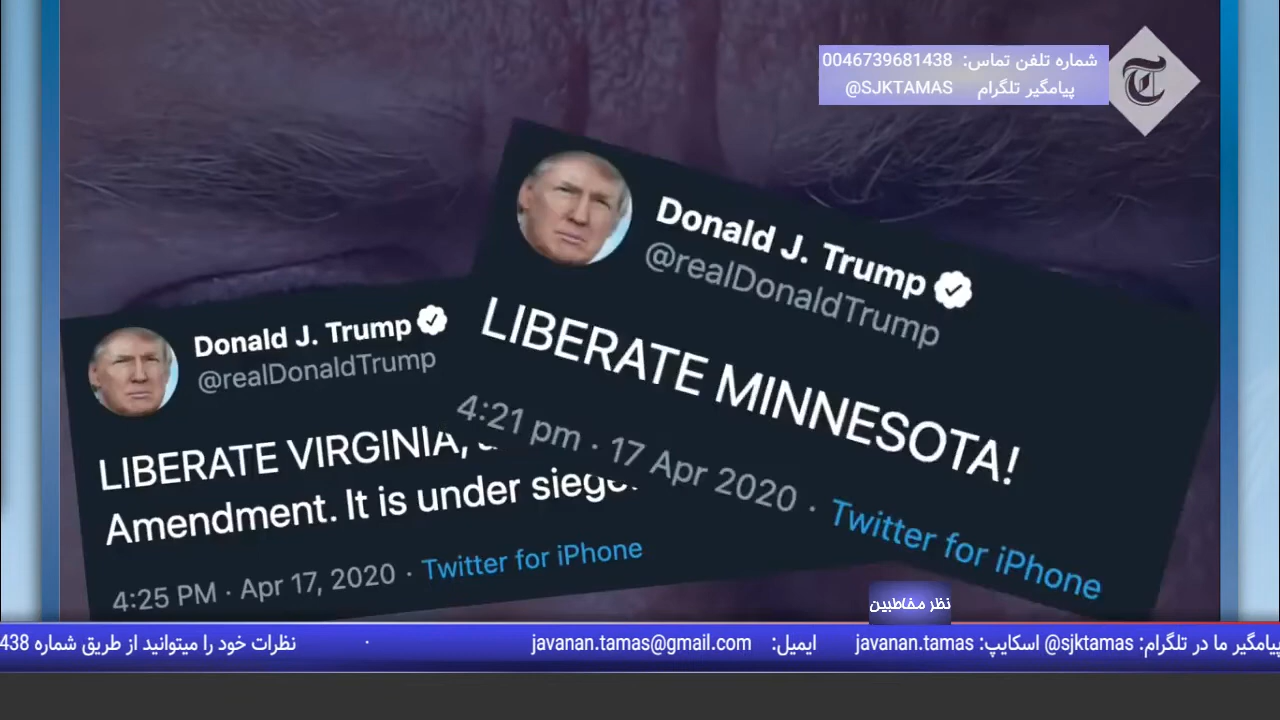 شماره تلفن تماس: 0046739681438
پیامگیر تلگرام @SJKTAMAS
T
Donald J. Trump
@realDonaldTrump
LIBERATE MINNESOTA!
4:21 pm · 17 Apr 2020 · Twitter for iPhone
Donald J. Trump
@realDonaldTrump
LIBERATE VIRGINIA,
Amendment. It is under siege.
4:25 PM · Apr 17, 2020 · Twitter for iPhone
نظر مخاطبین
پیامگیر ما در تلگرام: @sjktamas اسکایپ: javanan.tamas ایمیل: javanan.tamas@gmail.com · نظرات خود را میتوانید از طریق شماره 438